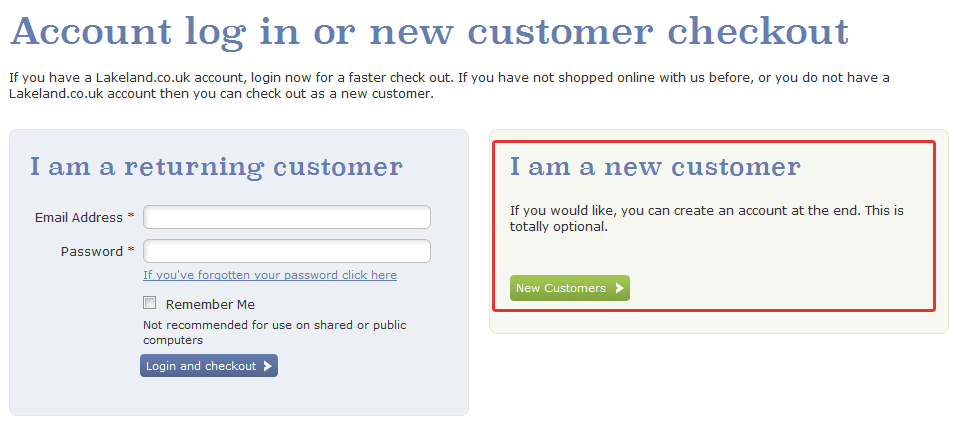 Account log in or new customer checkout
If you have a Lakeland.co.uk account, login now for a faster check out. If you have not shopped online with us before, or you do not have a
Lakeland.co.uk account then you can check out as a new customer.
I am a returning customer
Email Address *
Password *
If you've forgotten your password click here
Remember Me
Not recommended for use on shared or public
computers
Login and checkout
I am a new customer
If you would like, you can create an account at the end. This is
totally optional.
New Customers